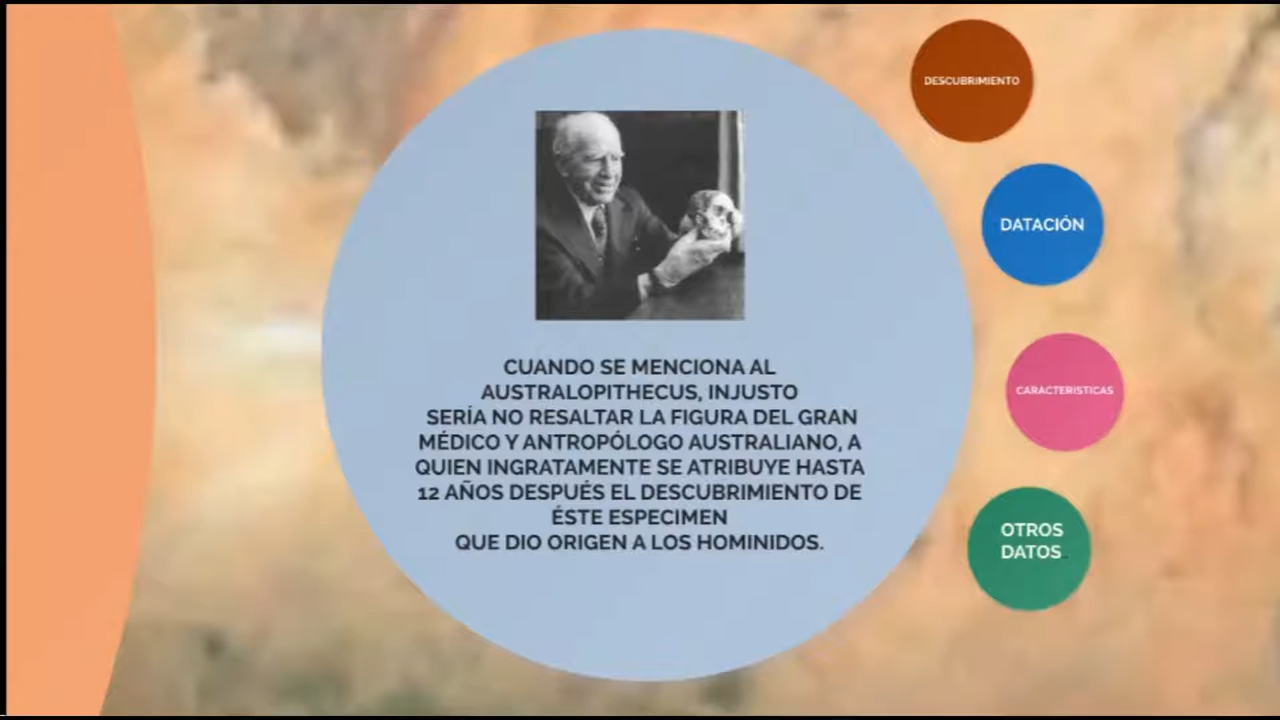 CUANDO SE MENCIONA AL
AUSTRALOPITHECUS, INJUSTO
SERÍA NO RESALTAR LA FIGURA DEL GRAN
MÉDICO Y ANTROPÓLOGO AUSTRALIANO, A
QUIEN INGRATAMENTE SE ATRIBUYE HASTA
12 AÑOS DESPUÉS EL DESCUBRIMIENTO DE
ÉSTE ESPECIMEN
QUE DIO ORIGEN A LOS HOMINIDOS.
DESCUBRIMIENTO
DATACIÓN
CARACTERISTICAS
OTROS
DATOS